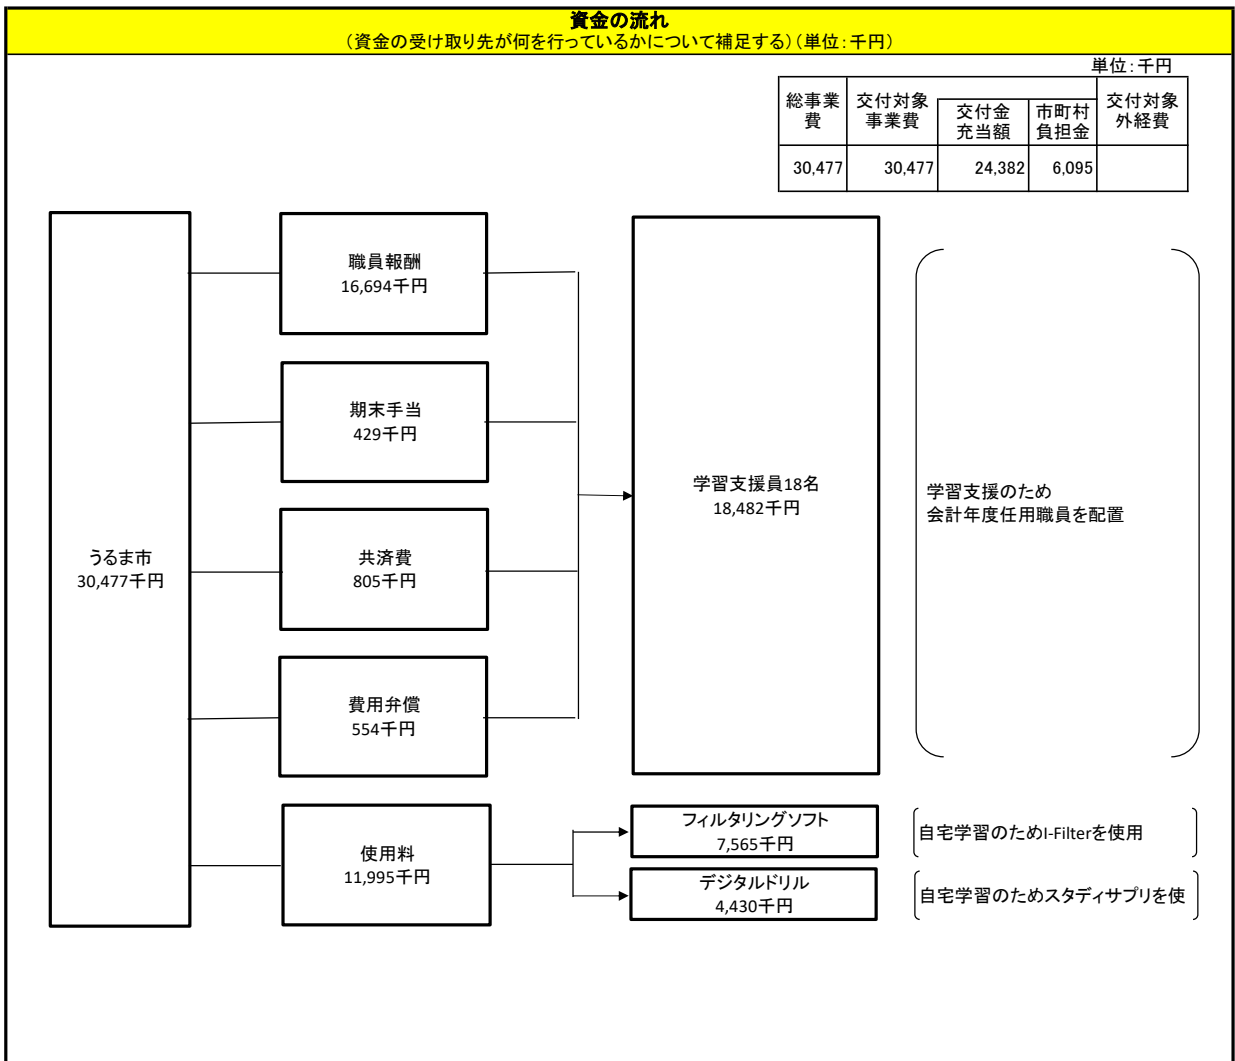 資金の流れ
（資金の受け取り先が何を行っているかについて補足する）（単位：千円）
単位：千円
総事業
費
交付対象
事業費
交付金
充当額
市町村
負担金
交付対象
外経費
30,477
30,477
24,382
6,095
うるま市
30,477千円
職員報酬
16,694千円
期末手当
429千円
共済費
805千円
費用弁償
554千円
使用料
11,995千円
学習支援員18名
18,482千円
学習支援のため
会計年度任用職員を配置
フィルタリングソフト
7,565千円
自宅学習のためI-Filterを使用
デジタルドリル
4,430千円
自宅学習のためスタディサプリを使